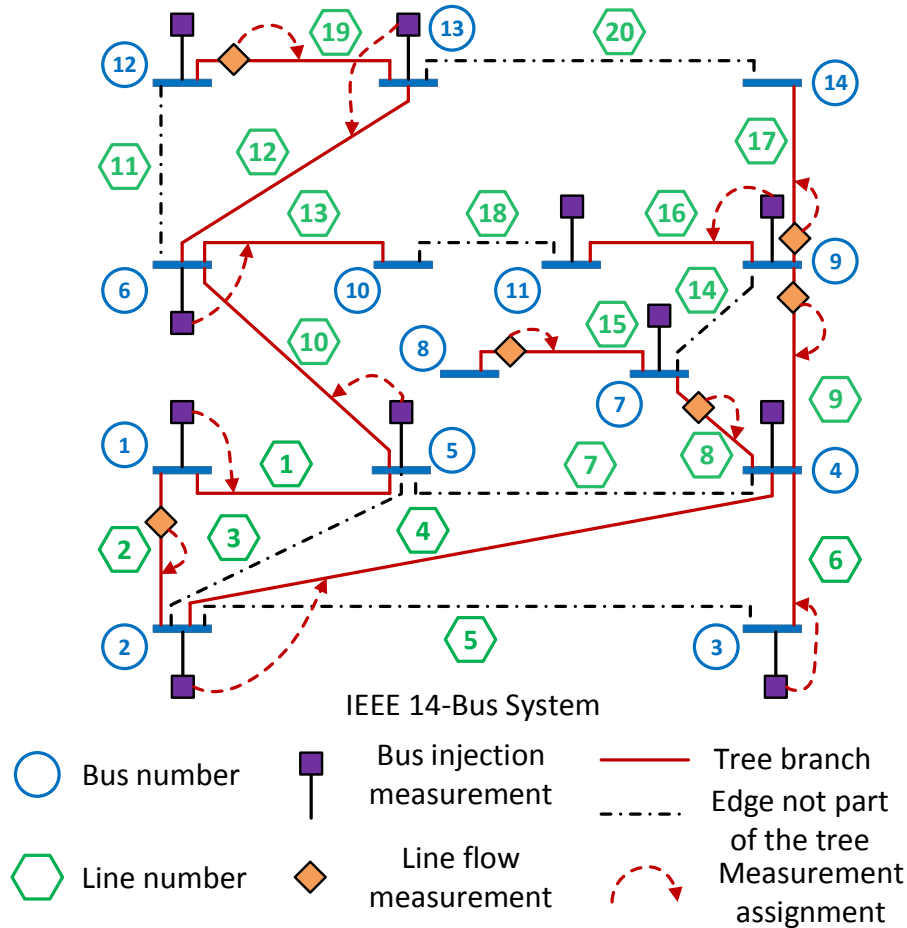 19
13
20
12
14
12
17
11
13
18
16
6
10
11
9
14
15
8
10
7
9
1
5
4
1
7
8
2
3
4
6
2
5
3
IEEE 14-Bus System
Bus number
Bus injection
measurement
Tree branch
Edge not part
of the tree
Line number
Line flow
measurement
Measurement
assignment